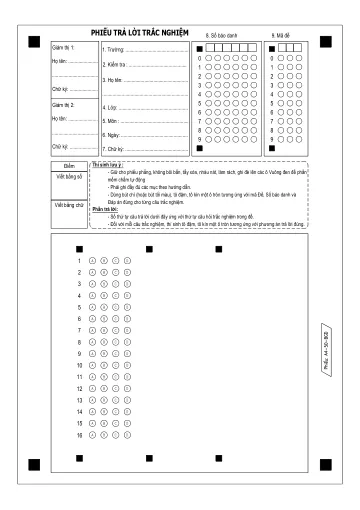 PHIẾU TRẢ LỜI TRẮC NGHIỆM
Giám thị 1:
Họ tên: ...................
Chữ ký: ..................
Giám thị 2:
Họ tên: ...................
Chữ ký: ..................
1. Trường: ..............................
2. Kiểm tra : ............................
3. Họ tên: ...............................
4. Lớp: ..................................
5. Môn : .................................
6. Ngày: .................................
7. Chữ ký: ..............................
8. Số báo danh
0
1
2
3
4
5
6
7
8
9
9. Mã đề
0
1
2
3
4
5
6
7
8
9
Điểm
Viết bằng số
Viết bằng chữ
Thí sinh lưu ý :
- Giữ cho phiếu phẳng, không bôi bẩn, tẩy xóa, nhàu nát, làm rách, ghi đè lên các ô Vuông đen để phần
mềm chấm tự động
- Phải ghi đầy đủ các mục theo hướng dẫn.
- Dùng bút chì (hoặc bút tối màu), tô đậm, tô kín một ô tròn tương ứng với mã Đề, Số báo danh và
Đáp án đúng cho từng câu trắc nghiệm.
Phần trả lời:
- Số thứ tự câu trả lời dưới đây ứng với thứ tự câu hỏi trắc nghiệm trong đề.
- Đối với mỗi câu trắc nghiệm, thí sinh tô đậm, tô kín một ô tròn tương ứng với phương án trả lời đúng.
1 A B C D
2 A B C D
3 A B C D
4 A B C D
5 A B C D
6 A B C D
7 A B C D
8 A B C D
9 A B C D
10 A B C D
11 A B C D
12 A B C D
13 A B C D
14 A B C D
15 A B C D
16 A B C D
Phiếu: A4 - 50 - BCD